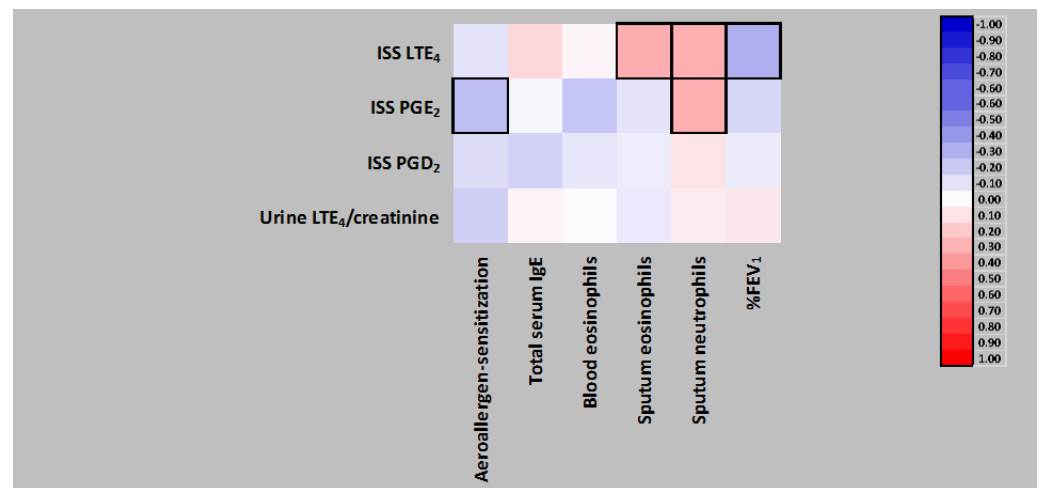 ISS LTE₄
ISS PGE₂
ISS PGD₂
Urine LTE₄/creatinine
Aeroallergen-sensitization
Total serum IgE
Blood eosinophils
Sputum eosinophils
Sputum neutrophils
%FEV₁
-1.00
-0.90
-0.80
-0.70
-0.60
-0.60
-0.50
-0.40
-0.30
-0.20
-0.10
0.00
0.10
0.20
0.30
0.40
0.50
0.60
0.70
0.80
0.90
1.00